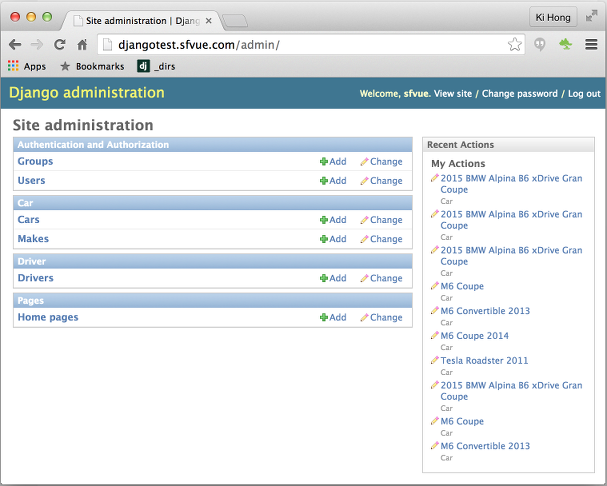 Site administration | Djang
Ki Hong
djangotest.sfvue.com/admin/
Apps Bookmarks dj _dirs
Django administration
Welcome, sfvue. View site / Change password / Log out
Site administration
Authentication and Authorization
Groups Add Change
Users Add Change
Car
Cars Add Change
Makes Add Change
Driver
Drivers Add Change
Pages
Home pages Add Change
Recent Actions
My Actions
2015 BMW Alpina B6 xDrive Gran
Coupe
Car
2015 BMW Alpina B6 xDrive Gran
Coupe
Car
2015 BMW Alpina B6 xDrive Gran
Coupe
Car
M6 Coupe
Car
M6 Convertible 2013
Car
M6 Coupe 2014
Car
Tesla Roadster 2011
Car
2015 BMW Alpina B6 xDrive Gran
Coupe
Car
M6 Coupe
Car
M6 Convertible 2013
Car